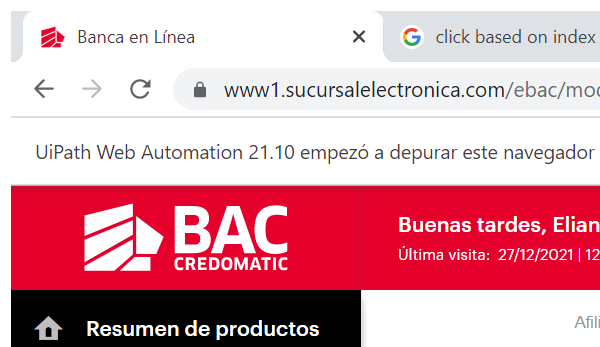 Banca en Línea
click based on index
www1.sucursalelectronica.com/ebac/mod
UiPath Web Automation 21.10 empezó a depurar este navegador
BAC
CREDOMATIC
Buenas tardes, Elian
Última visita: 27/12/2021 | 12
Resumen de productos
Afili